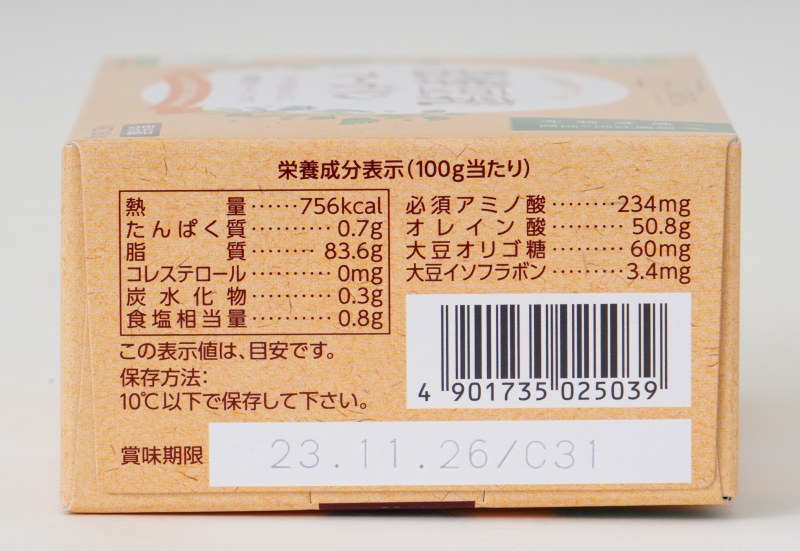 栄養成分表示(100g当たり)
熱量……756kcal
たんぱく質………0.7g
脂質………83.6g
コレステロール………0mg
炭水化物…………0.3g
食塩相当量………0.8g
必須アミノ酸………234mg
オレイン酸…………50.8g
大豆オリゴ糖………60mg
大豆イソフラボン………3.4mg
この表示値は、目安です。
保存方法:
10℃以下で保存して下さい。
4 901735 025039
賞味期限 23.11.26/C31